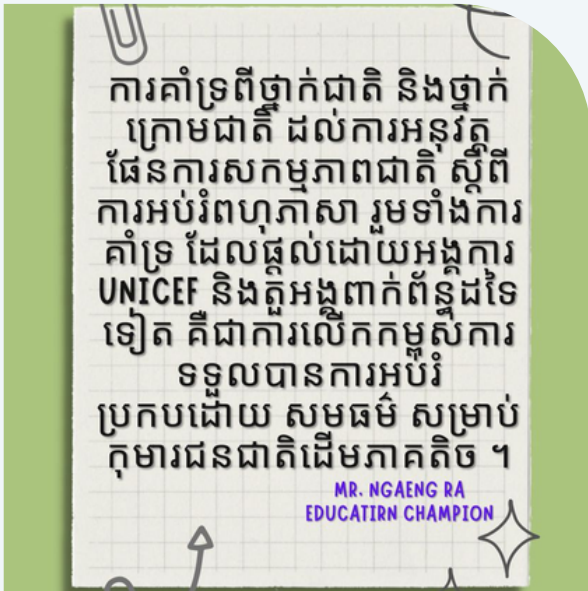 ការគាំទ្រពីថ្នាក់ជាតិ និងថ្នាក់
ក្រោមជាតិ ដល់ការអនុវត្ត
ផែនការសកម្មភាពជាតិ ស្តីពី
ការអប់រំពហុភាសា រួមទាំងការ
គាំទ្រ ដែលផ្តល់ដោយអង្គការ
UNICEF និងតួអង្គពាក់ព័ន្ធដទៃ
ទៀត គឺជាការលើកកម្ពស់ការ
ទទួលបានការអប់រំ
ប្រកបដោយ សមធម៌ សម្រាប់
កុមារជនជាតិដើមភាគតិច ។
MR. NGAENG RA
EDUCATIRN CHAMPION